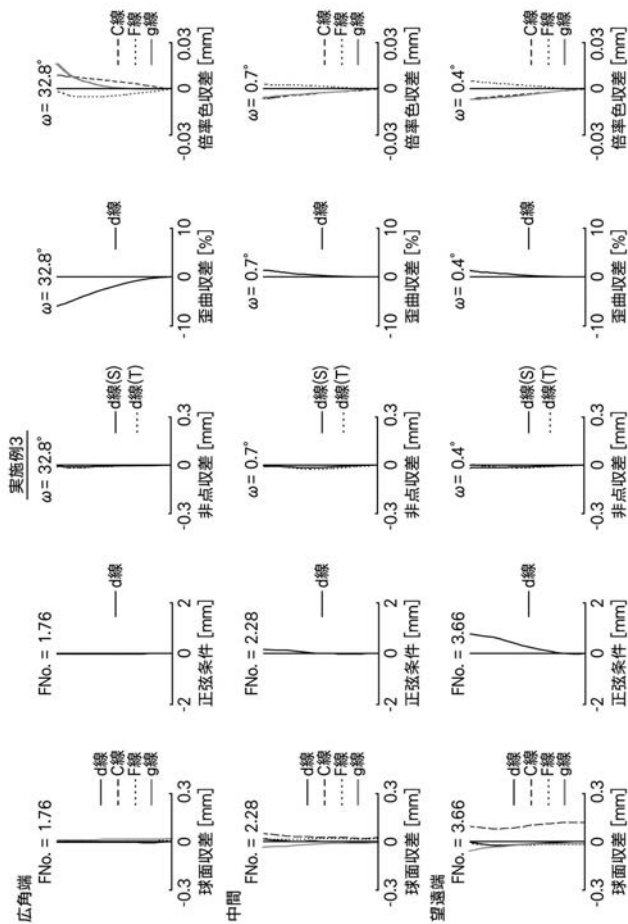 実施例3
広角端
FNo. = 1.76
d線
C線
F線
g線
-0.3 0 0.3
球面収差 [mm]
FNo. = 1.76
d線
-2 0 2
正弦条件 [mm]
ω= 32.8°
d線(S)
d線(T)
-0.3 0 0.3
非点収差 [mm]
ω= 32.8°
d線
-10 0 10
歪曲収差 [%]
ω= 32.8°
C線
F線
g線
-0.03 0 0.03
倍率色収差 [mm]
中間
FNo. = 2.28
d線
C線
F線
g線
-0.3 0 0.3
球面収差 [mm]
FNo. = 2.28
d線
-2 0 2
正弦条件 [mm]
ω= 0.7°
d線(S)
d線(T)
-0.3 0 0.3
非点収差 [mm]
ω= 0.7°
d線
-10 0 10
歪曲収差 [%]
ω= 0.7°
C線
F線
g線
-0.03 0 0.03
倍率色収差 [mm]
望遠端
FNo. = 3.66
d線
C線
F線
g線
-0.3 0 0.3
球面収差 [mm]
FNo. = 3.66
d線
-2 0 2
正弦条件 [mm]
ω= 0.4°
d線(S)
d線(T)
-0.3 0 0.3
非点収差 [mm]
ω= 0.4°
d線
-10 0 10
歪曲収差 [%]
ω= 0.4°
C線
F線
g線
-0.03 0 0.03
倍率色収差 [mm]